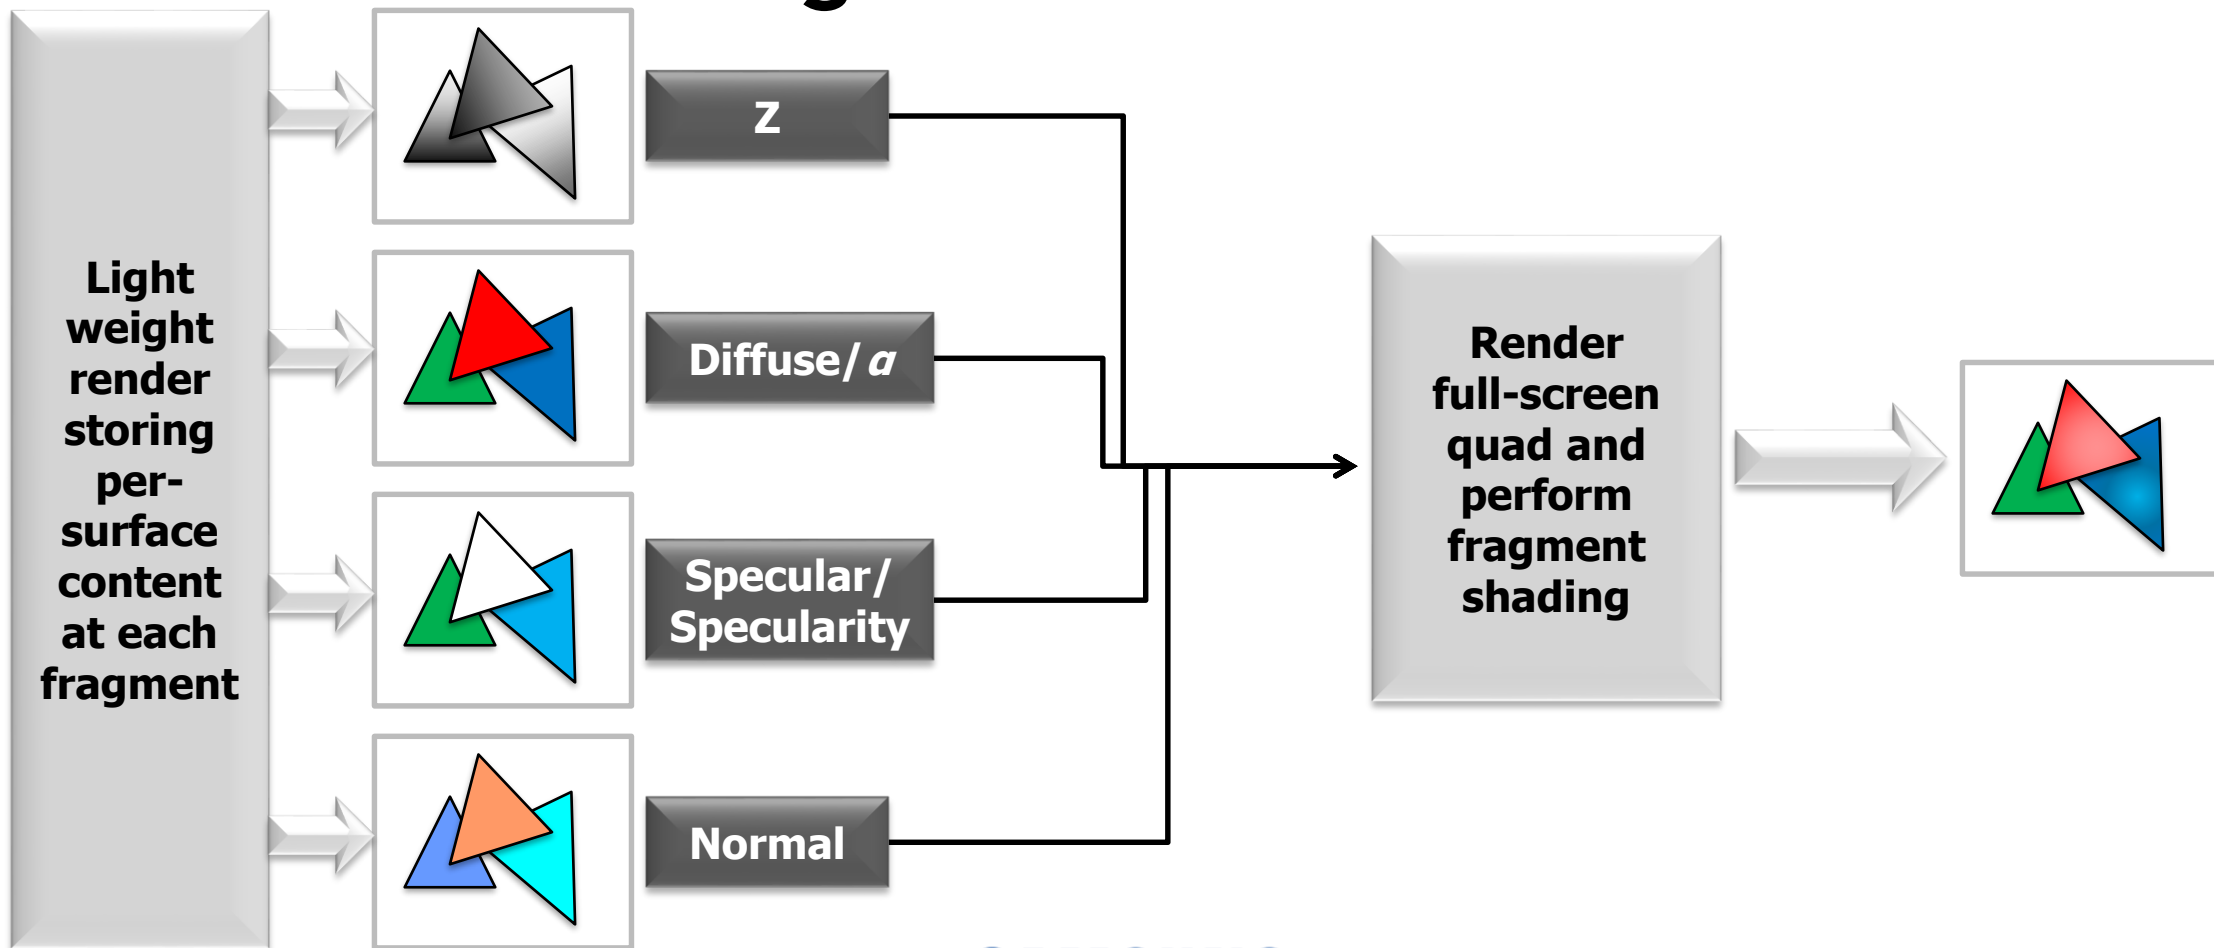 Light
weight
render
storing
per-
surface
content
at each
fragment
Z
Diffuse/α
Specular/
Specularity
Normal
Render
full-screen
quad and
perform
fragment
shading